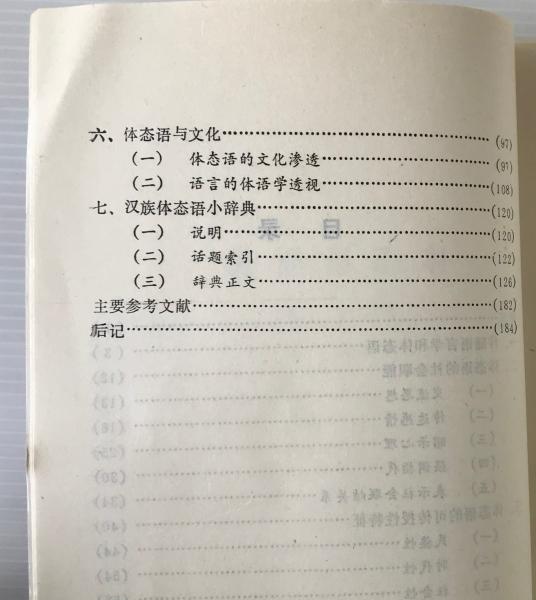 六、体态语与文化……………………………………(97)
(一) 体态语的文化渗透………………………(97)
(二) 语言的体语学透视………………………(108)
七、汉族体态语小辞典………………………………(120)
(一) 说明………………………………………(120)
(二) 话题索引…………………………………(122)
(三) 辞典正文…………………………………(126)
主要参考文献…………………………………………(182)
后记……………………………………………………(184)